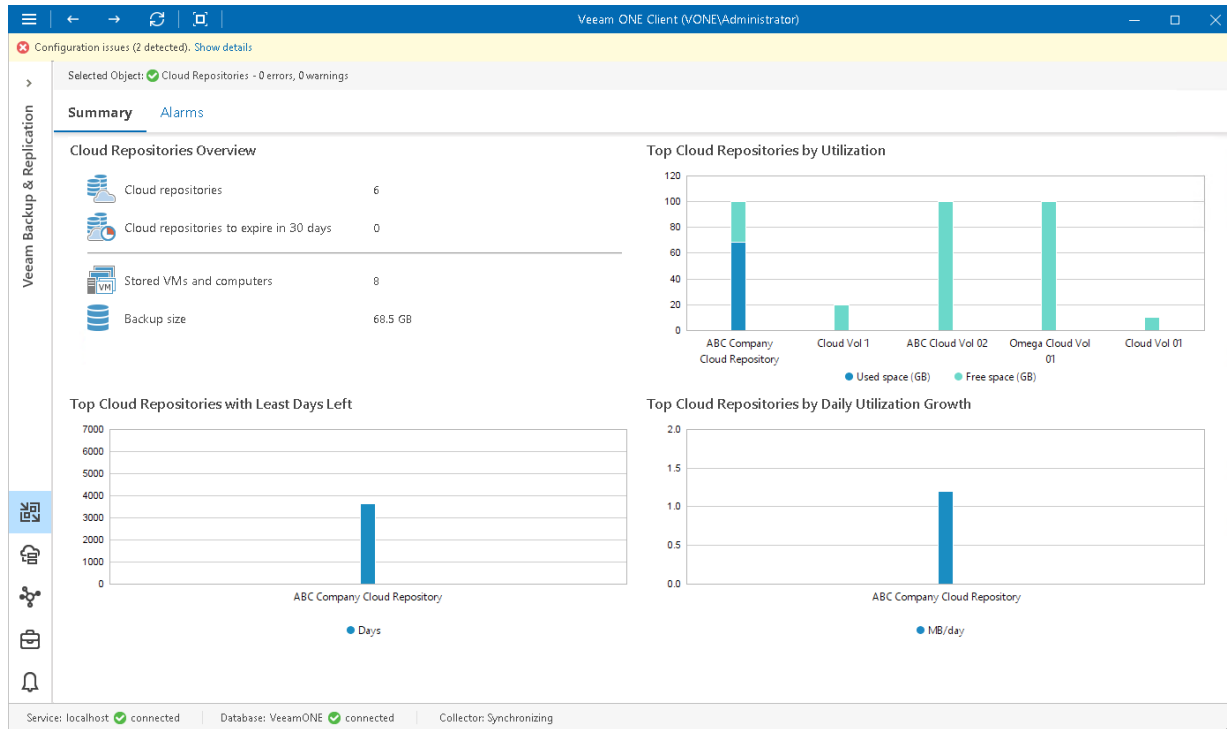 Veeam ONE Client (VONE\Administrator)
Configuration issues (2 detected). Show details
Selected Object: Cloud Repositories - 0 errors, 0 warnings
Veeam Backup & Replication
Summary
Alarms
Cloud Repositories Overview
Cloud repositories 6
Cloud repositories to expire in 30 days 0
VM
Stored VMs and computers 8
Backup size 68.5 GB
Top Cloud Repositories by Utilization
120
100
80
60
40
20
0
ABC Company
Cloud Repository
Cloud Vol 1
ABC Cloud Vol 02
Omega Cloud Vol
01
Cloud Vol 01
Used space (GB)
Free space (GB)
Top Cloud Repositories with Least Days Left
7000
6000
5000
4000
3000
2000
1000
0
ABC Company Cloud Repository
Days
Top Cloud Repositories by Daily Utilization Growth
2.0
1.5
1.0
0.5
0.0
ABC Company Cloud Repository
MB/day
Service: localhost connected
Database: VeeamONE connected
Collector: Synchronizing